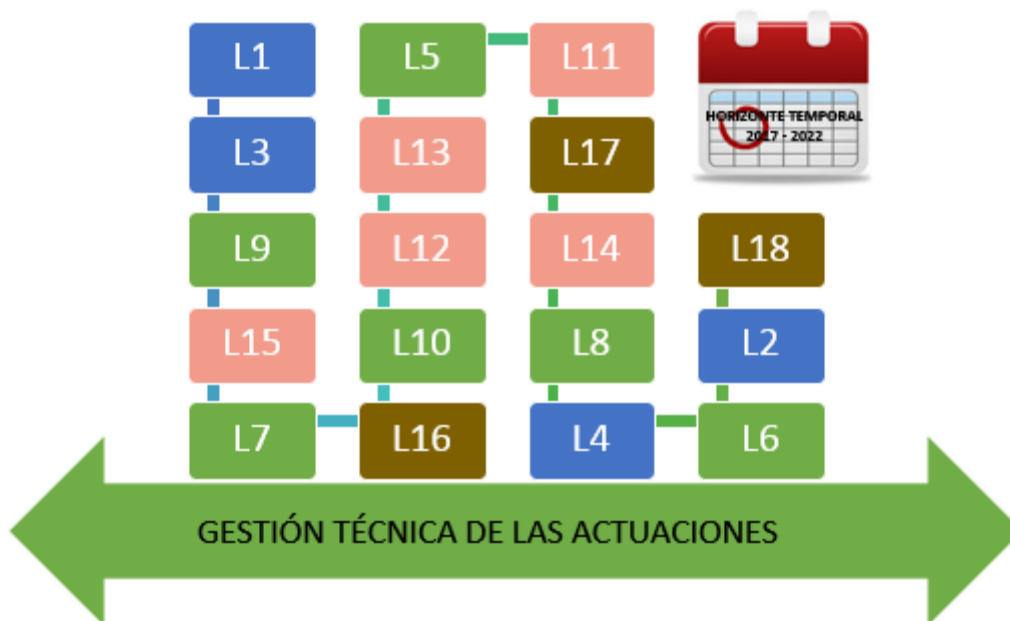 L1
L3
L9
L15
L7
L16
L10
L12
L13
L5
L11
L17
L14
L8
L4
L6
L2
L18
HORIZONTE TEMPORAL
2017 - 2022
GESTIÓN TÉCNICA DE LAS ACTUACIONES